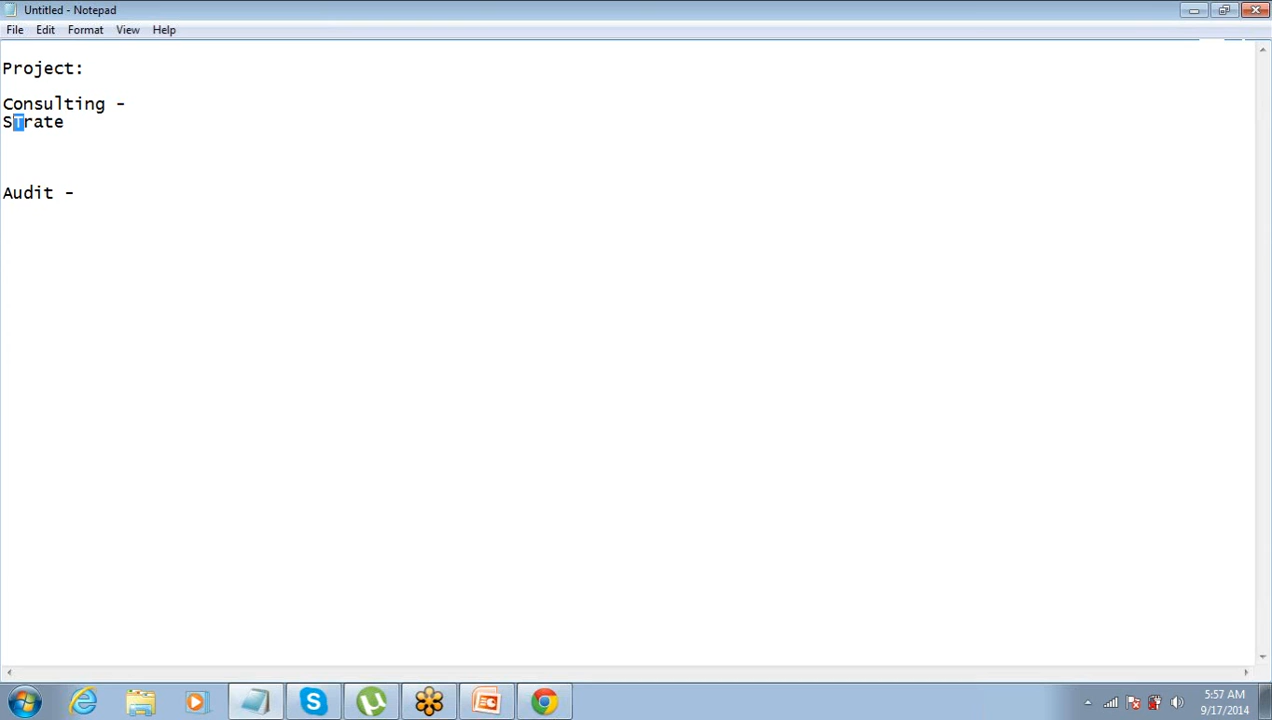 Untitled - Notepad
File Edit Format View Help
Project:
Consulting -
STrate
Audit -
5:57 AM
9/17/2014